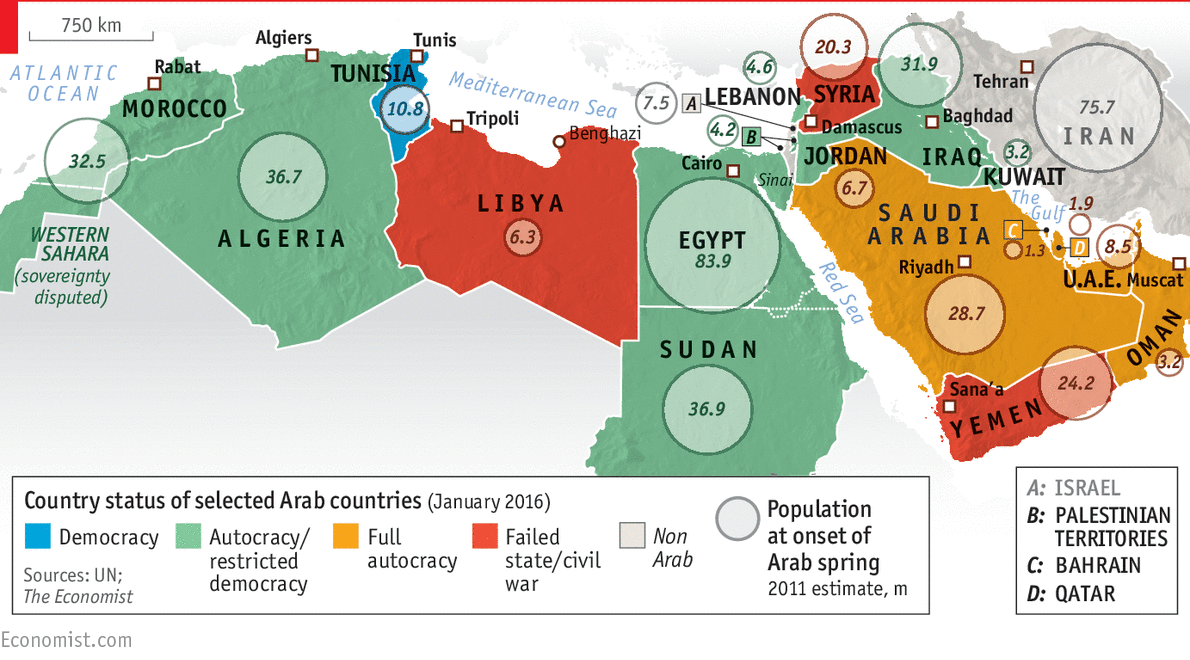 750 km
ATLANTIC
OCEAN
Rabat
MOROCCO
32.5
WESTERN
SAHARA
(sovereignty
disputed)
Algiers
36.7
ALGERIA
Tunis
TUNISIA
10.8
Mediterranean Sea
Tripoli
Benghazi
LIBYA
6.3
7.5
A
4.6
LEBANON
4.2
B
Cairo
Sinai
EGYPT
83.9
SUDAN
36.9
20.3
SYRIA
Damascus
JORDAN
6.7
31.9
Baghdad
IRAQ
Tehran
75.7
IRAN
3.2
KUWAIT
The
Gulf
1.9
SAUDI
ARABIA
C
1.3
D
8.5
Riyadh
U.A.E.
Muscat
28.7
Red Sea
OMAN
3.2
Sana’a
24.2
YEMEN
Country status of selected Arab countries (January 2016)
Democracy
Autocracy/
restricted
democracy
Full
autocracy
Failed
state/civil
war
Non
Arab
Population
at onset of
Arab spring
2011 estimate, m
Sources: UN;
The Economist
A: ISRAEL
B: PALESTINIAN
TERRITORIES
C: BAHRAIN
D: QATAR
Economist.com